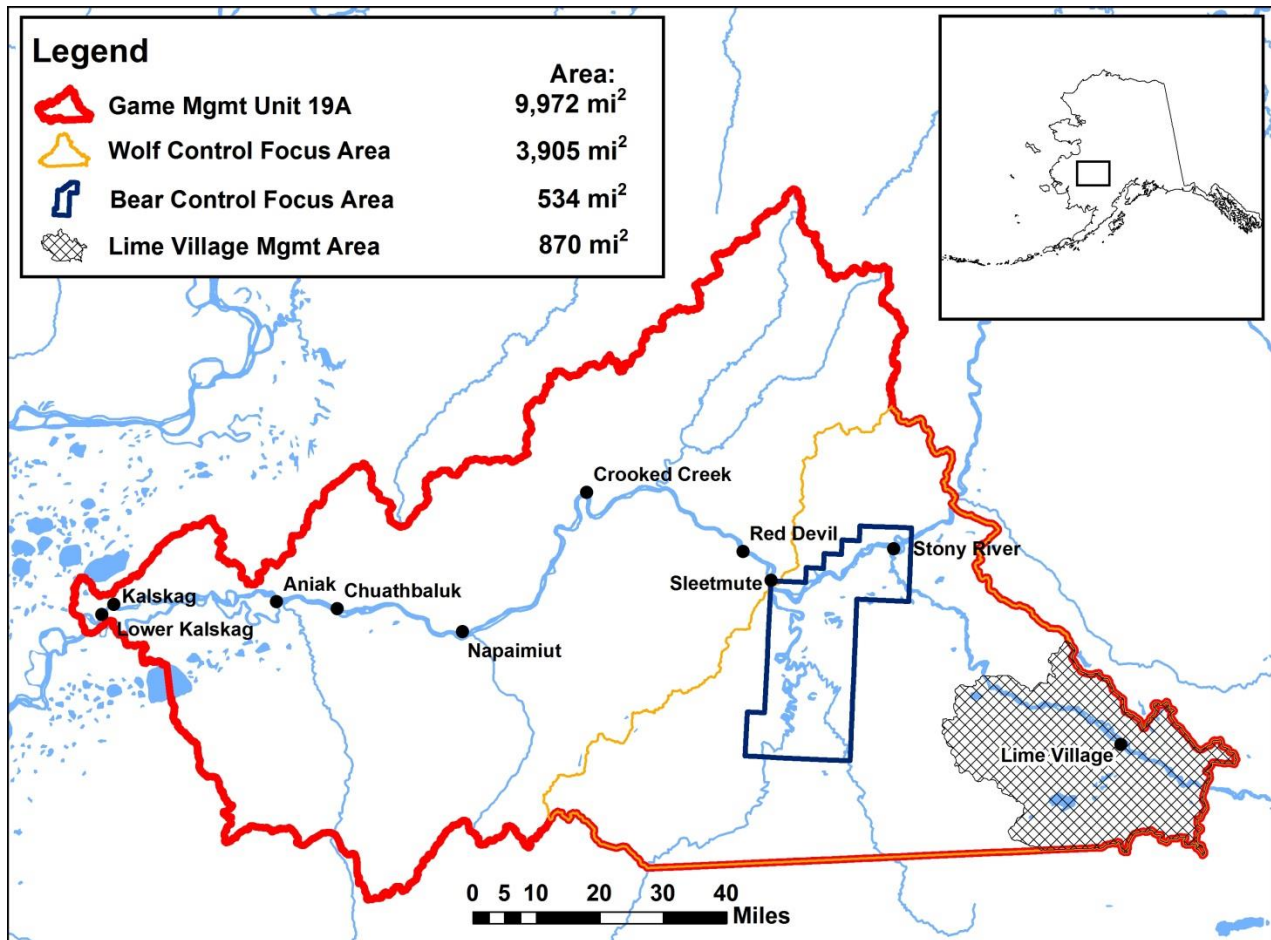 Legend
Area:
Game Mgmt Unit 19A 9,972 mi²
Wolf Control Focus Area 3,905 mi²
Bear Control Focus Area 534 mi²
Lime Village Mgmt Area 870 mi²
Crooked Creek
Red Devil
Stony River
Sleetmute
Kalskag
Aniak
Chuathbaluk
Lower Kalskag
Napaimiut
Lime Village
0 5 10 20 30 40
Miles